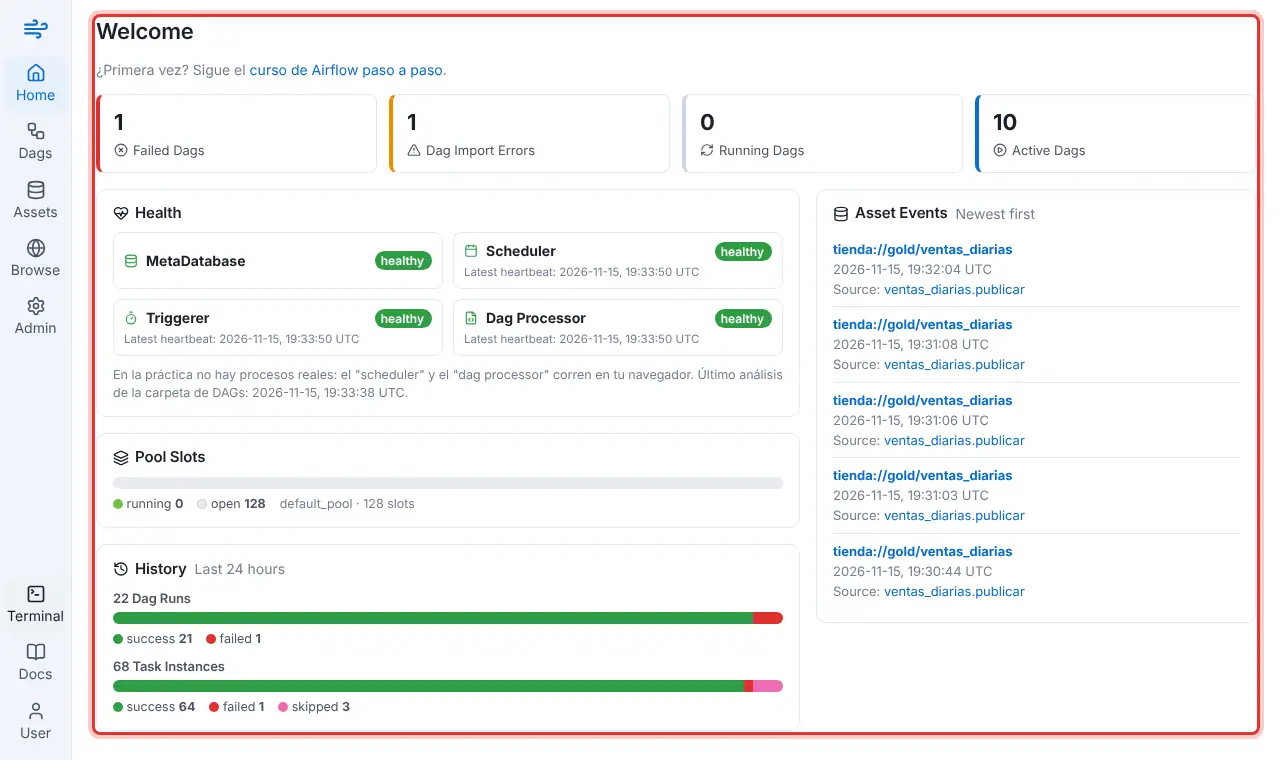 Home
Dags
Assets
Browse
Admin
Terminal
Docs
User
Welcome
¿Primera vez? Sigue el curso de Airflow paso a paso.
1
Failed Dags
1
Dag Import Errors
0
Running Dags
10
Active Dags
Health
MetaDatabase healthy
Scheduler healthy
Latest heartbeat: 2026-11-15, 19:33:50 UTC
Triggerer healthy
Latest heartbeat: 2026-11-15, 19:33:50 UTC
Dag Processor healthy
Latest heartbeat: 2026-11-15, 19:33:50 UTC
En la práctica no hay procesos reales: el "scheduler" y el "dag processor" corren en tu navegador. Último análisis
de la carpeta de DAGs: 2026-11-15, 19:33:38 UTC.
Pool Slots
running 0 open 128 default_pool · 128 slots
History Last 24 hours
22 Dag Runs
success 21 failed 1
68 Task Instances
success 64 failed 1 skipped 3
Asset Events Newest first
tienda://gold/ventas_diarias
2026-11-15, 19:32:04 UTC
Source: ventas_diarias.publicar
tienda://gold/ventas_diarias
2026-11-15, 19:31:08 UTC
Source: ventas_diarias.publicar
tienda://gold/ventas_diarias
2026-11-15, 19:31:06 UTC
Source: ventas_diarias.publicar
tienda://gold/ventas_diarias
2026-11-15, 19:31:03 UTC
Source: ventas_diarias.publicar
tienda://gold/ventas_diarias
2026-11-15, 19:30:44 UTC
Source: ventas_diarias.publicar